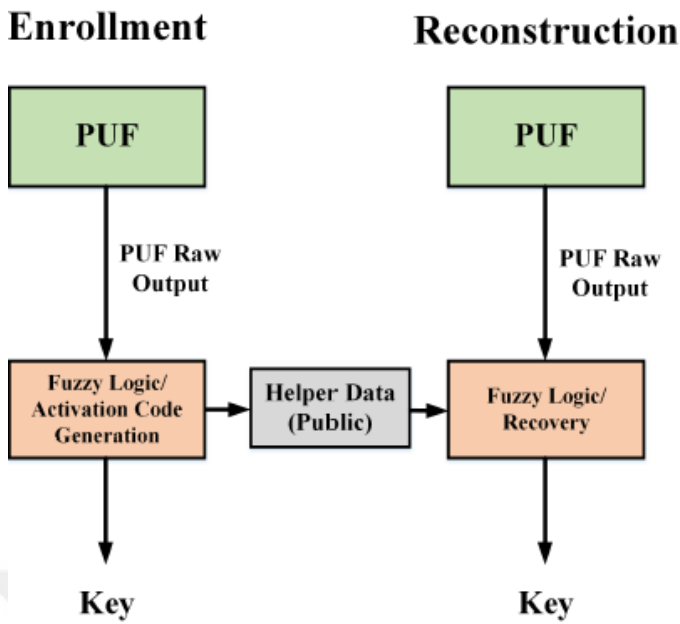 Enrollment
Reconstruction
PUF
PUF
PUF Raw
Output
PUF Raw
Output
Fuzzy Logic/
Activation Code
Generation
Helper Data
(Public)
Fuzzy Logic/
Recovery
Key
Key